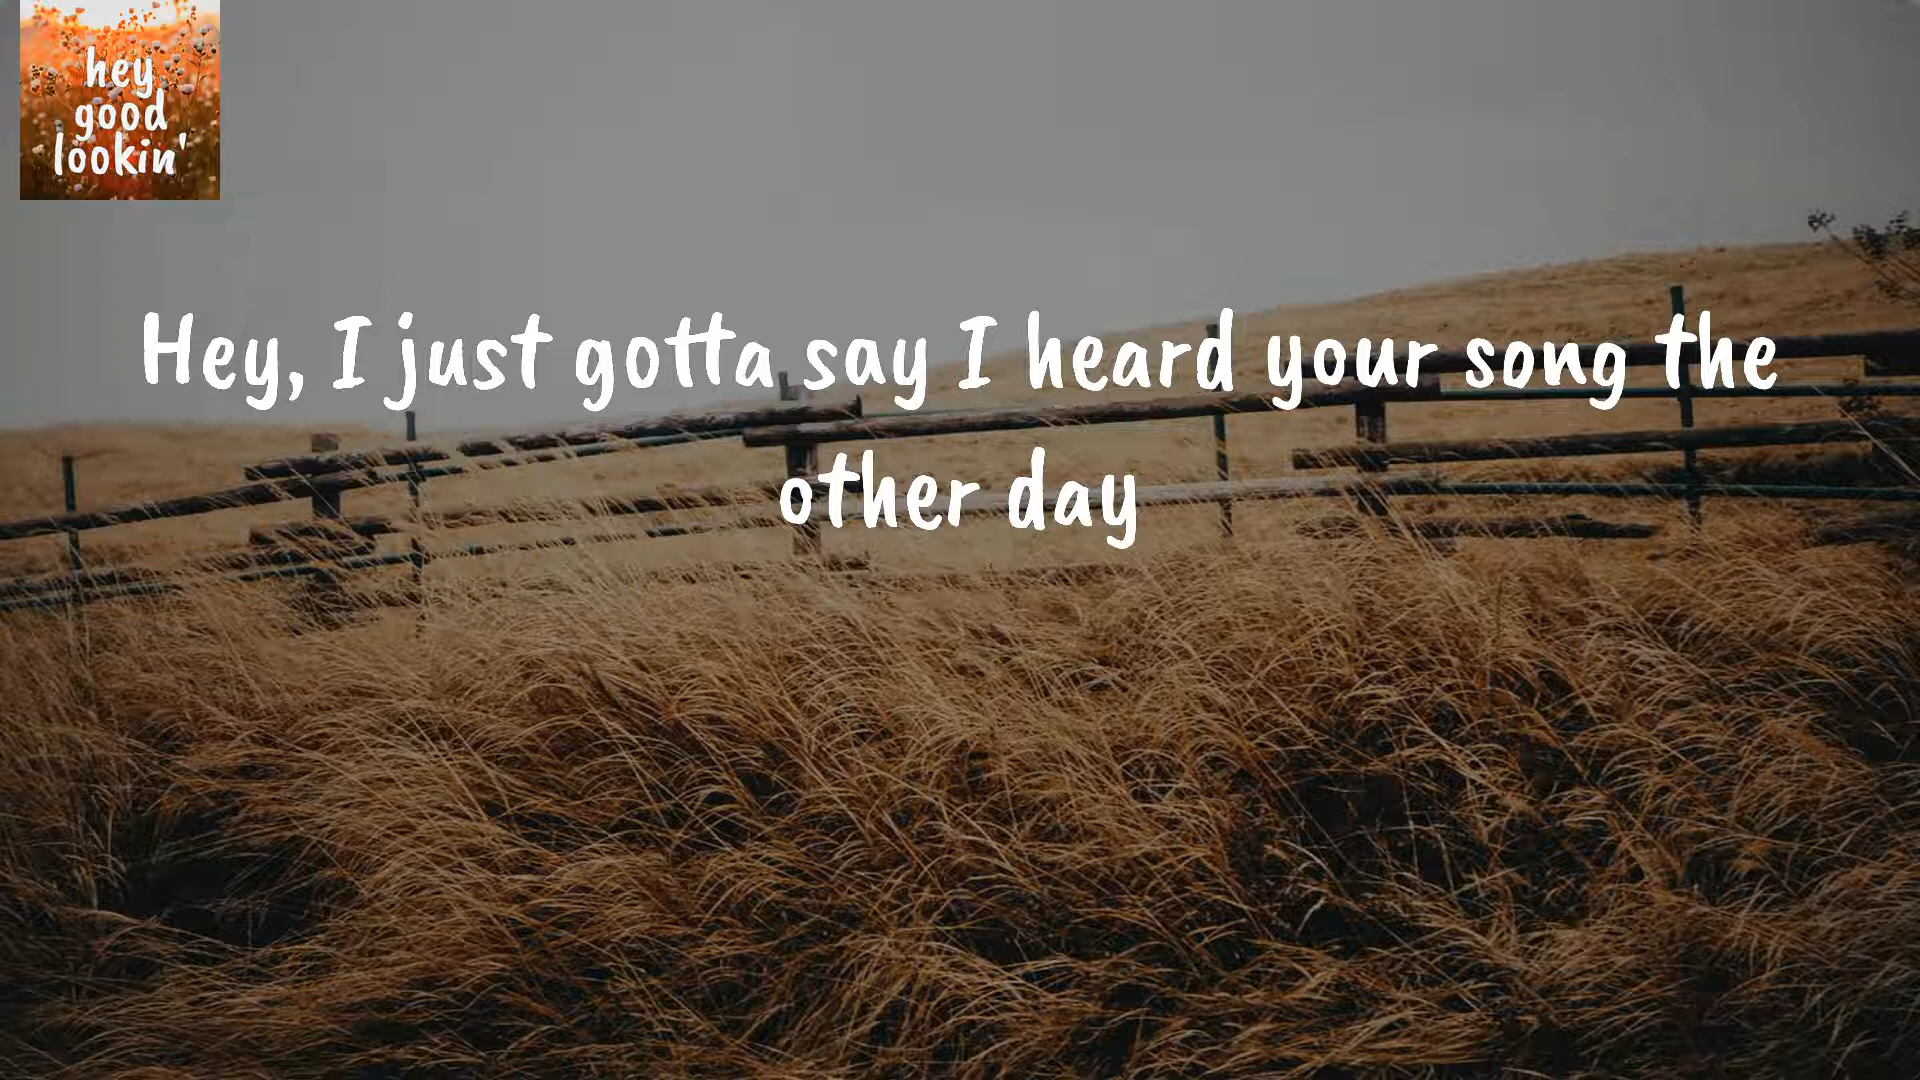 hey
good
lookin'
Hey, I just gotta say I heard your song the
other day